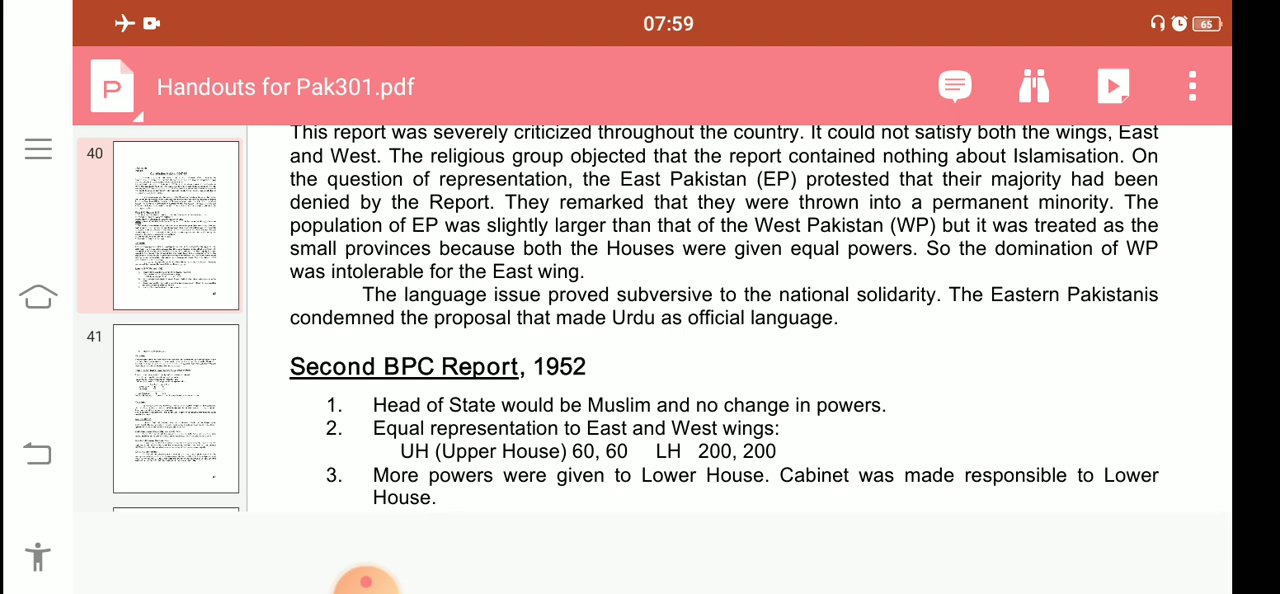 07:59
65
P
Handouts for Pak301.pdf
40
41
This report was severely criticized throughout the country. It could not satisfy both the wings, East
and West. The religious group objected that the report contained nothing about Islamisation. On
the question of representation, the East Pakistan (EP) protested that their majority had been
denied by the Report. They remarked that they were thrown into a permanent minority. The
population of EP was slightly larger than that of the West Pakistan (WP) but it was treated as the
small provinces because both the Houses were given equal powers. So the domination of WP
was intolerable for the East wing.
The language issue proved subversive to the national solidarity. The Eastern Pakistanis
condemned the proposal that made Urdu as official language.
Second BPC Report, 1952
1. Head of State would be Muslim and no change in powers.
2. Equal representation to East and West wings:
UH (Upper House) 60, 60 LH 200, 200
3. More powers were given to Lower House. Cabinet was made responsible to Lower
House.